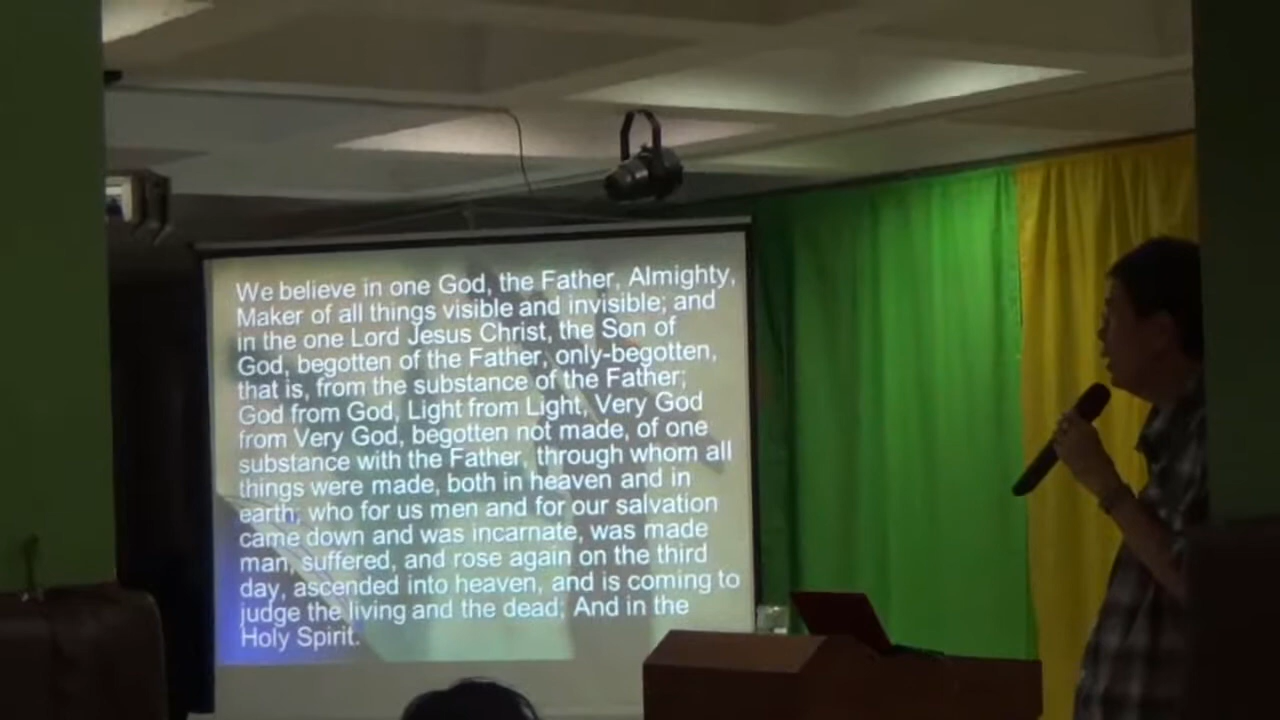 We believe in one God, the Father, Almighty,
Maker of all things visible and invisible; and
in the one Lord Jesus Christ, the Son of
God, begotten of the Father, only-begotten,
that is, from the substance of the Father;
God from God, Light from Light, Very God
from Very God, begotten not made, of one
substance with the Father, through whom all
things were made, both in heaven and in
earth; who for us men and for our salvation
came down and was incarnate, was made
man, suffered, and rose again on the third
day, ascended into heaven, and is coming to
judge the living and the dead; And in the
Holy Spirit.